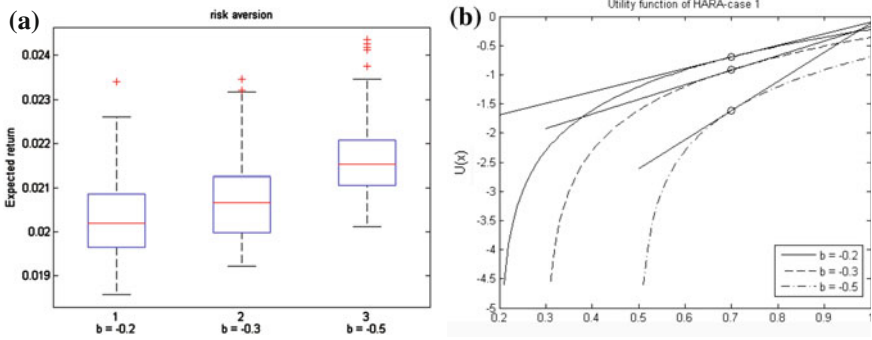 (a)
risk aversion
Expected return
0.024
0.023
0.022
0.021
0.02
0.019
1 2 3
b = -0.2 b = -0.3 b = -0.5
(b)
Utility function of HARA-case 1
U(x)
0
-0.5
-1
-1.5
-2
-2.5
-3
-3.5
-4
-4.5
-5
0.2 0.3 0.4 0.5 0.6 0.7 0.8 0.9 1
b = -0.2
b = -0.3
b = -0.5